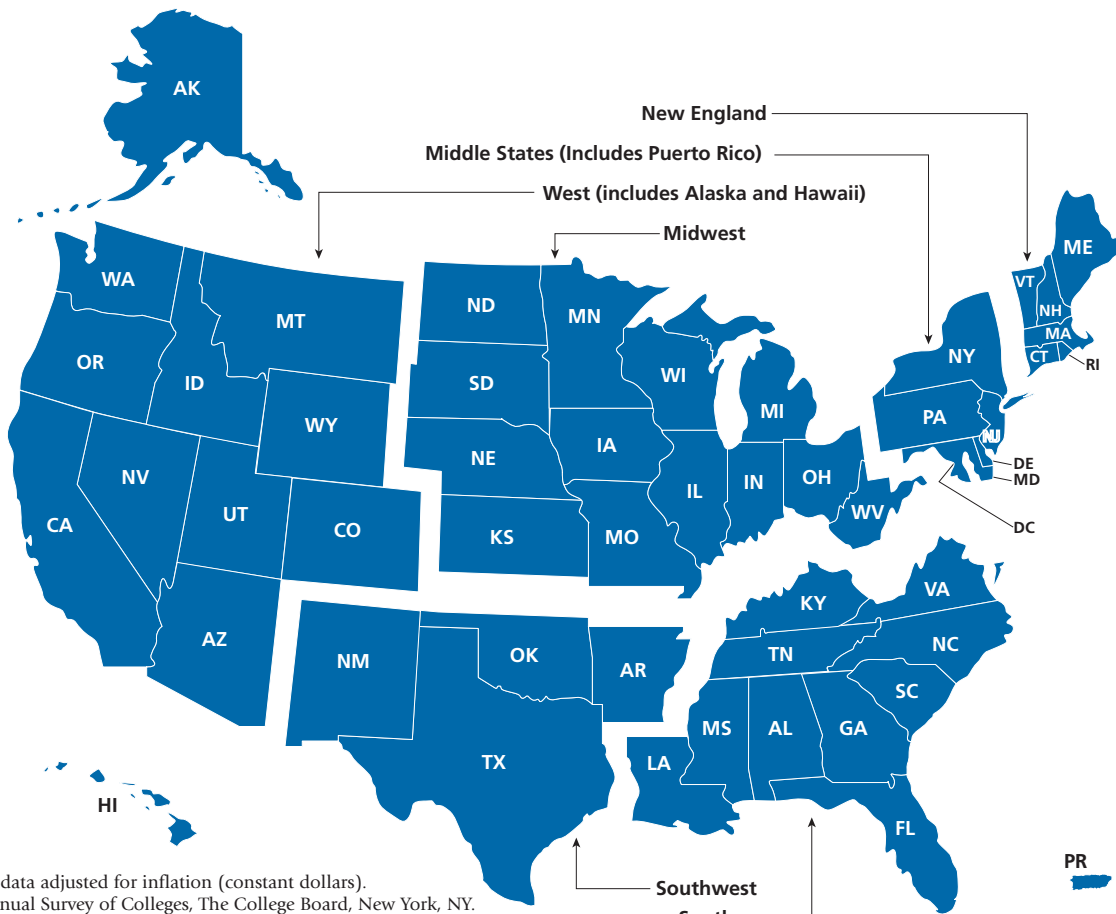 AK
New England
Middle States (Includes Puerto Rico)
West (includes Alaska and Hawaii)
Midwest
ME
WA
VT
ND
NH
MT
MN
MA
OR
NY
CT
RI
ID
SD
WI
MI
WY
PA
NJ
IA
NE
DE
NV
OH
MD
IL
IN
UT
WV
CA
CO
KS
MO
DC
VA
KY
AZ
NC
TN
NM
OK
AR
SC
MS
AL
GA
TX
LA
HI
FL
PR
data adjusted for inflation (constant dollars).
nual Survey of Colleges, The College Board, New York, NY.
Southwest